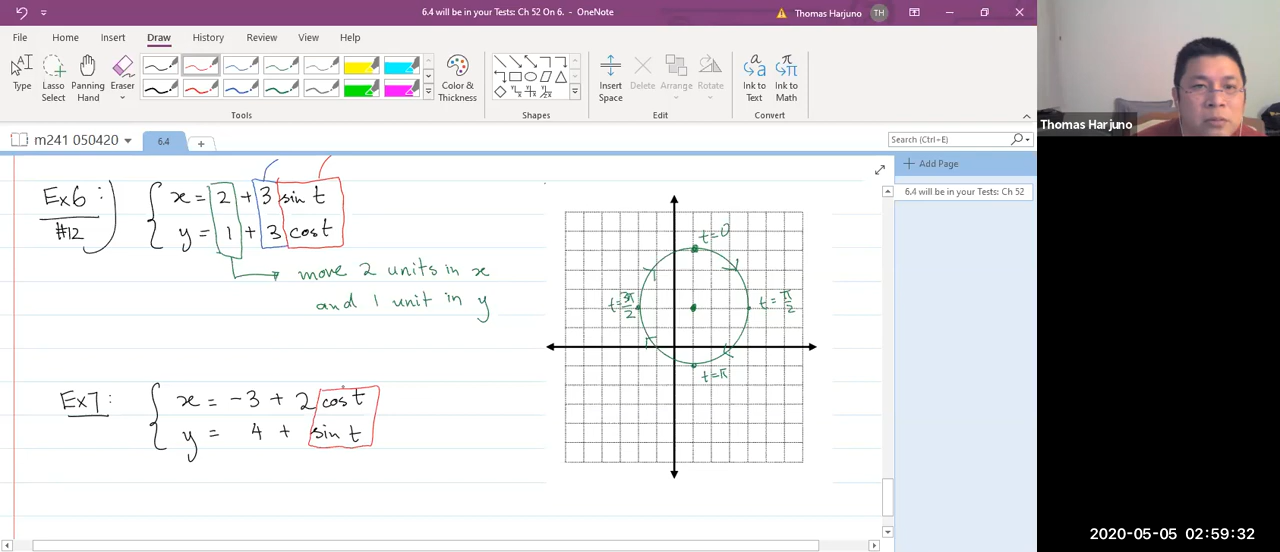 6.4 will be in your Tests: Ch 52 On 6. - OneNote
Thomas Harjuno
TH
File Home Insert Draw History Review View Help
Type
Lasso Select
Panning Hand
Eraser
Color & Thickness
Insert Space
Delete
Arrange
Rotate
Ink to Text
Ink to Math
Tools
Shapes
Edit
Convert
Thomas Harjuno
m241 050420
6.4
Search (Ctrl+E)
Add Page
6.4 will be in your Tests: Ch 52
Ex6:
#12
x = 2 + 3 sin t
y = 1 + 3 cos t
move 2 units in x
and 1 unit in y
t=0
t=3π/2
t=π/2
t=π
Ex7:
x = -3 + 2 cos t
y = 4 + sin t
2020-05-05 02:59:32